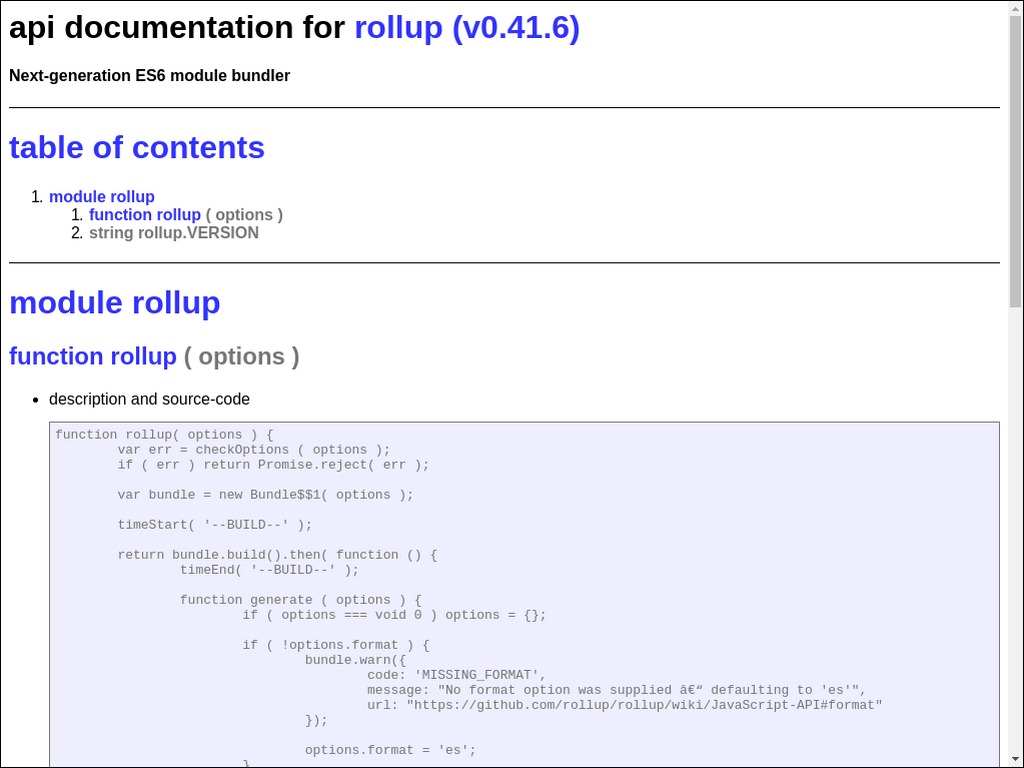 api documentation for rollup (v0.41.6)
Next-generation ES6 module bundler
table of contents
1. module rollup
1. function rollup ( options )
2. string rollup.VERSION
module rollup
function rollup ( options )
• description and source-code
function rollup( options ) {
var err = checkOptions ( options );
if ( err ) return Promise.reject( err );
var bundle = new Bundle$$1( options );
timeStart( '--BUILD--' );
return bundle.build().then( function () {
timeEnd( '--BUILD--' );
function generate ( options ) {
if ( options === void 0 ) options = {};
if ( !options.format ) {
bundle.warn({
code: 'MISSING_FORMAT',
message: "No format option was supplied â€“ defaulting to 'es'",
url: "https://github.com/rollup/rollup/wiki/JavaScript-API#format"
});
options.format = 'es';
}